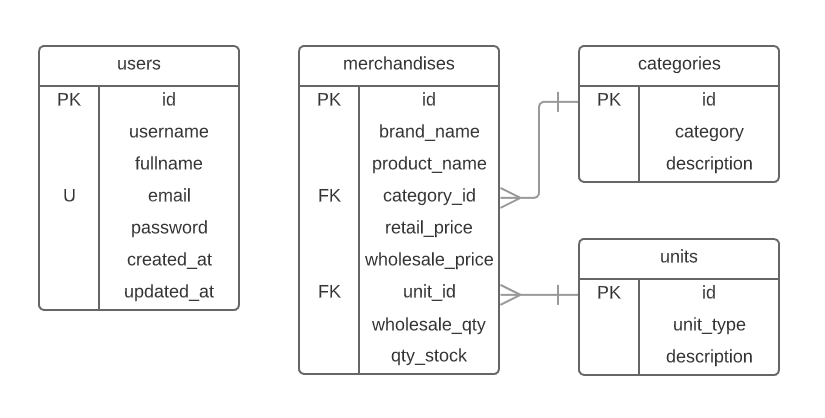 users
PK id
username
fullname
U email
password
created_at
updated_at
merchandises
PK id
brand_name
product_name
FK category_id
retail_price
wholesale_price
FK unit_id
wholesale_qty
qty_stock
categories
PK id
category
description
units
PK id
unit_type
description